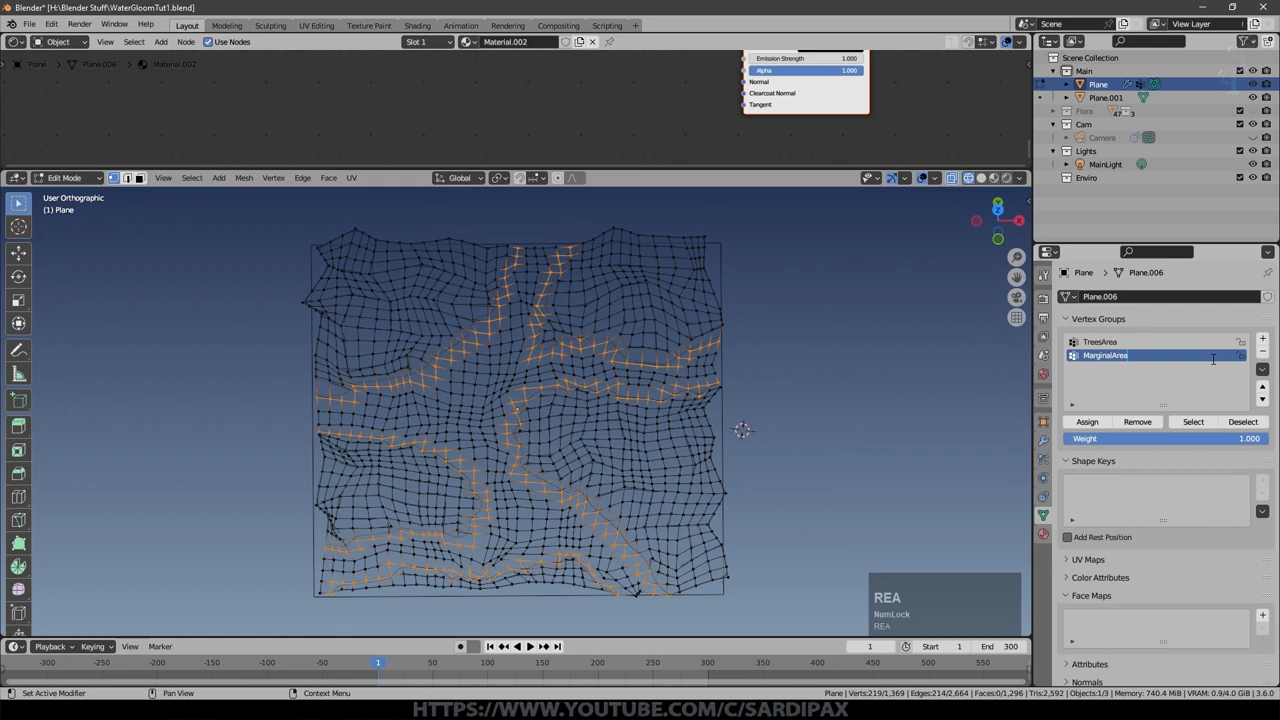 Blender* [H:\Blender Stuff\WaterGloomTut1.blend]
File Edit Render Window Help Layout Modeling Sculpting UV Editing Texture Paint Shading Animation Rendering Compositing Scripting Scene View Layer
Object View Select Add Node Use Nodes Slot 1 Material.002
Plane > Plane.006 > Material.002
Emission Strength 1.000
Alpha 1.000
Normal
Clearcoat Normal
Tangent
Scene Collection
Main
Plane
Plane.001
Flora 47 3
Cam
Camera
Lights
MainLight
Enviro
Edit Mode View Select Add Mesh Vertex Edge Face UV Global
User Orthographic
(1) Plane
Y
Z
X
REA
NumLock
REA
Plane > Plane.006
Plane.006
Vertex Groups
TreesArea
MarginalArea
Assign Remove Select Deselect
Weight 1.000
Shape Keys
Add Rest Position
UV Maps
Color Attributes
Face Maps
Attributes
Normals
Playback Keying View Marker 1 Start 1 End 300
-300 -250 -200 -150 -100 -50 1 50 100 150 200 250 300 350 400 450 500 550
Set Active Modifier Pan View Context Menu Plane | Verts:219/1,369 | Edges:214/2,664 | Faces:0/1,296 | Tris:2,592 | Objects:1/3 | Memory: 740.4 MiB | VRAM: 0.9/4.0 GiB | 3.6.0
HTTPS://WWW.YOUTUBE.COM/C/SARDIPAX